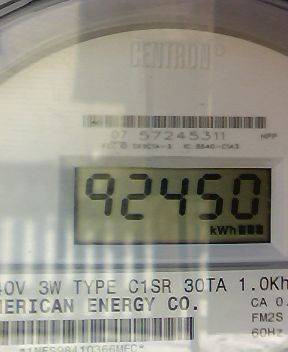 CENTRON
07 57245311
92450
kWh
40V 3W TYPE C1SR 30TA 1.0Kh
MERICAN ENERGY CO.
CA 0.
FM2S
60Hz